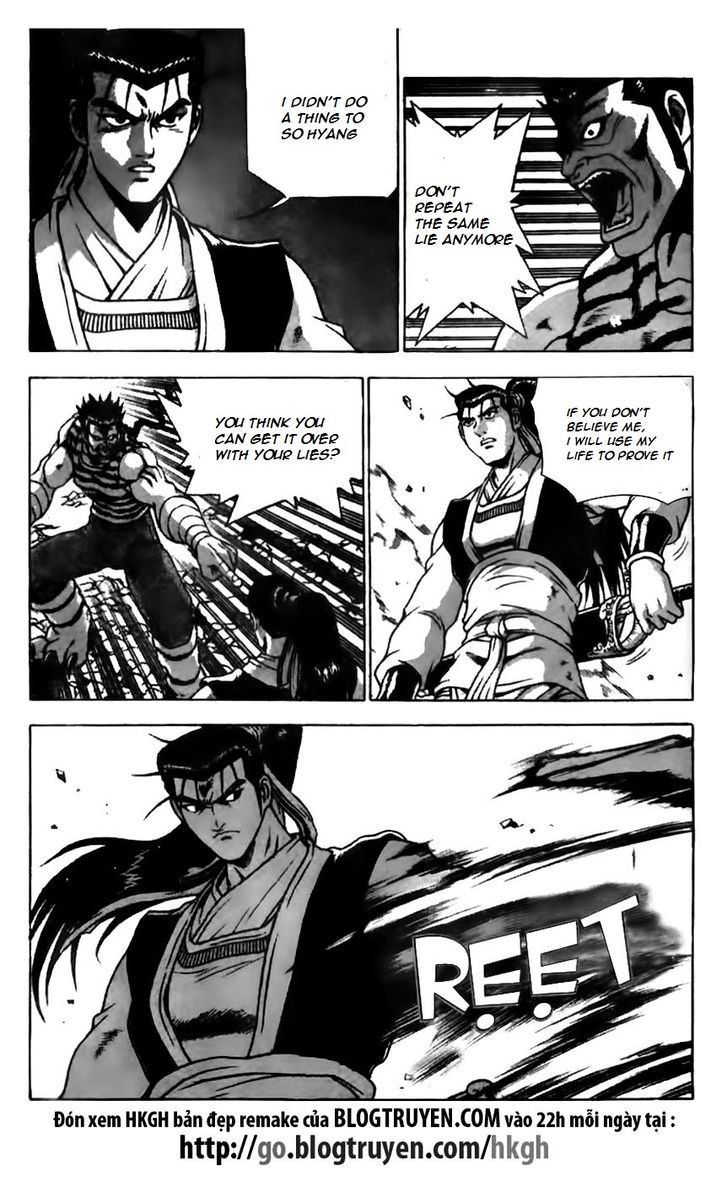 I DIDN'T DO
A THING TO
SO HYANG
DON'T
REPEAT
THE SAME
LIE ANYMORE
YOU THINK YOU
CAN GET IT OVER
WITH YOUR LIES?
IF YOU DON'T
BELIEVE ME,
I WILL USE MY
LIFE TO PROVE IT
RẸẸT
Đón xem HKGH bản đẹp remake của BLOGTRUYEN.COM vào 22h mỗi ngày tại :
http://go.blogtruyen.com/hkgh